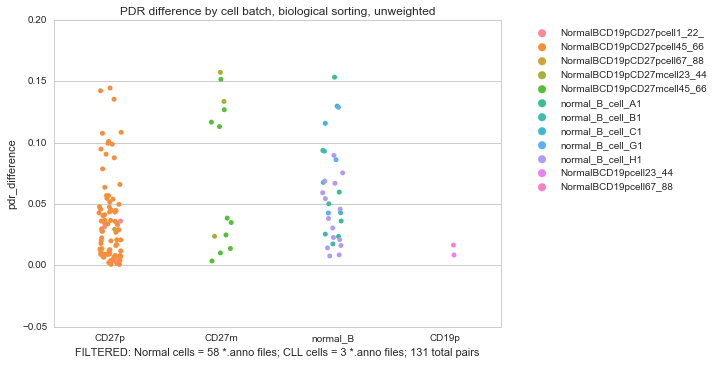 PDR difference by cell batch, biological sorting, unweighted
0.20
0.15
0.10
0.05
0.00
−0.05
pdr_difference
CD27p
CD27m
normal_B
CD19p
FILTERED: Normal cells = 58 *.anno files; CLL cells = 3 *.anno files; 131 total pairs
NormalBCD19pCD27pcell1_22_
NormalBCD19pCD27pcell45_66
NormalBCD19pCD27pcell67_88
NormalBCD19pCD27mcell23_44
NormalBCD19pCD27mcell45_66
normal_B_cell_A1
normal_B_cell_B1
normal_B_cell_C1
normal_B_cell_G1
normal_B_cell_H1
NormalBCD19pcell23_44
NormalBCD19pcell67_88